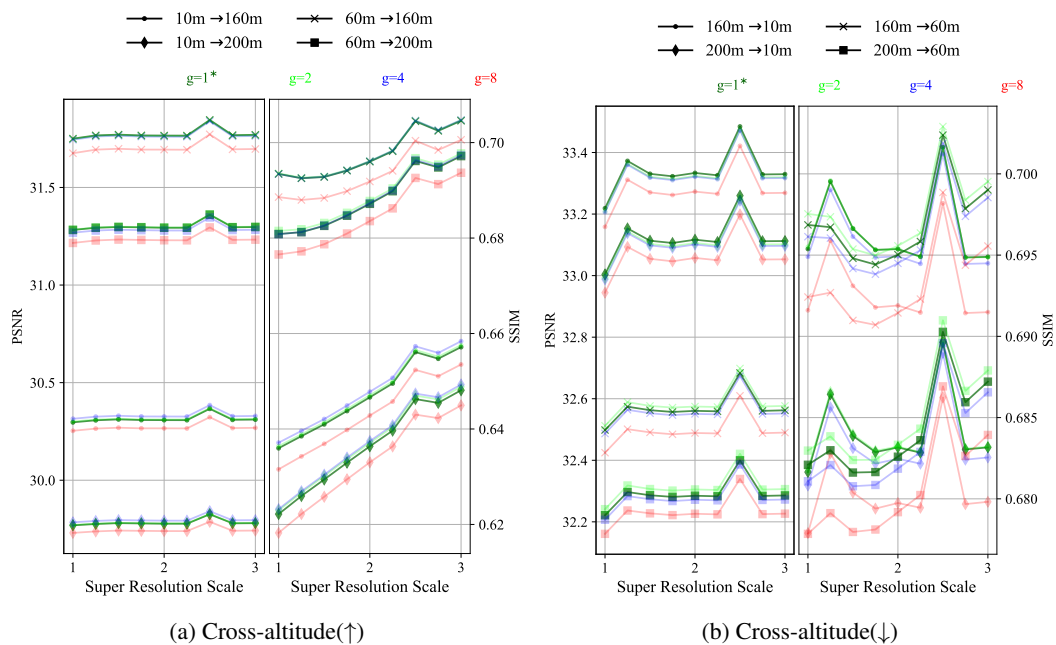 10m →160m
60m →160m
10m →200m
60m →200m
g=1*
g=2
g=4
g=8
PSNR
31.5
31.0
30.5
30.0
0.70
0.68
0.66
0.64
0.62
SSIM
1
2
3
1
2
3
Super Resolution Scale
Super Resolution Scale
(a) Cross-altitude(↑)
160m →10m
160m →60m
200m →10m
200m →60m
g=1*
g=2
g=4
g=8
PSNR
33.4
33.2
33.0
32.8
32.6
32.4
32.2
0.700
0.695
0.690
0.685
0.680
SSIM
1
2
3
1
2
3
Super Resolution Scale
Super Resolution Scale
(b) Cross-altitude(↓)